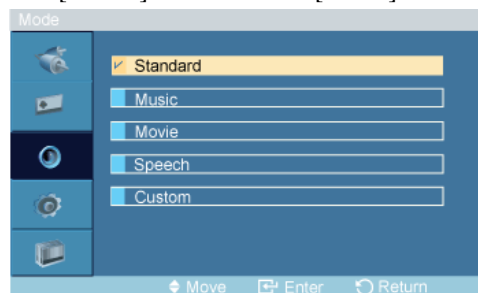 Mode
Standard
Music
Movie
Speech
Custom
Move Enter Return